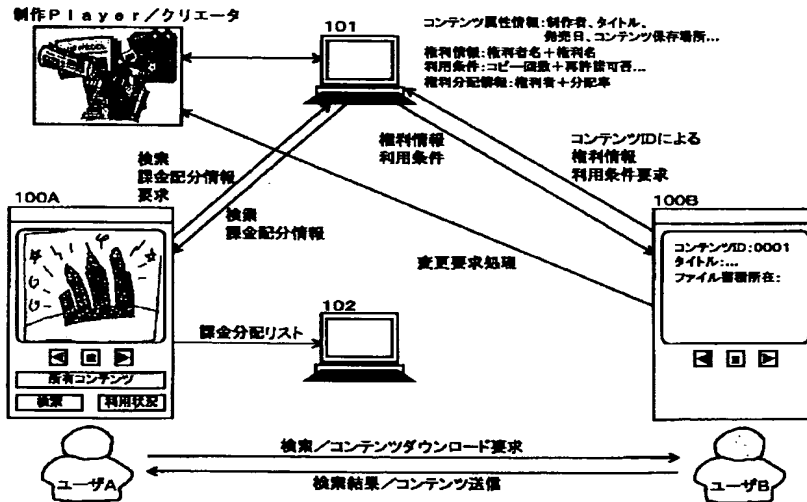 制作Player/クリエータ
101
コンテンツ属性情報:制作者、タイトル、
発売日、コンテンツ保存場所...
権利情報:権利者名+権利名
利用条件:コピー回数+再許諾可否...
権利分配情報:権利者+分配率
検索
課金配分情報
要求
検索
課金配分情報
権利情報
利用条件
コンテンツIDによる
権利情報
利用条件要求
100A
100B
コンテンツID:0001
タイトル:...
ファイル蓄積所在:
変更要求処理
102
課金分配リスト
所有コンテンツ
検索
利用状況
検索/コンテンツダウンロード要求
検索結果/コンテンツ送信
ユーザA
ユーザB